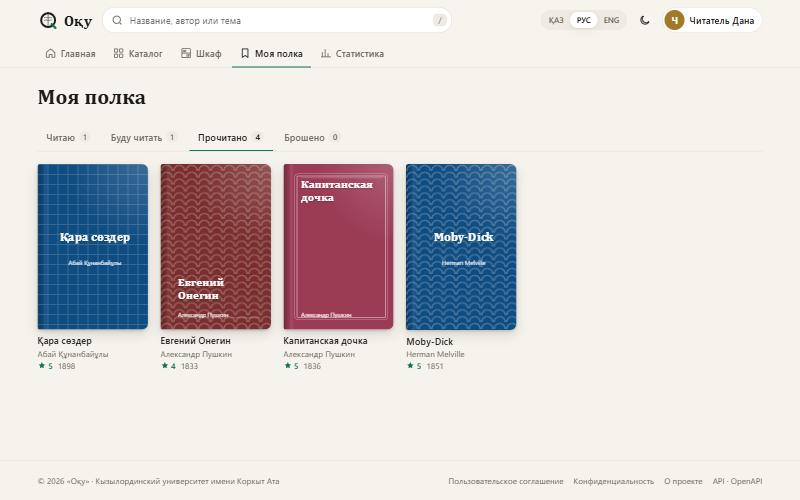 Оқу
Название, автор или тема
/
ҚАЗ РУС ENG
Ч Читатель Дана
Главная Каталог Шкаф Моя полка Статистика
Моя полка
Читаю 1 Буду читать 1 Прочитано 4 Брошено 0
Қара сөздер
Абай Құнанбайұлы
Евгений
Онегин
Александр Пушкин
Капитанская
дочка
Александр Пушкин
Moby-Dick
Herman Melville
Қара сөздер
Абай Құнанбайұлы
5 1898
Евгений Онегин
Александр Пушкин
4 1833
Капитанская дочка
Александр Пушкин
5 1836
Moby-Dick
Herman Melville
5 1851
© 2026 «Оқу» · Кызылординский университет имени Коркыт Ата
Пользовательское соглашение Конфиденциальность О проекте API · OpenAPI